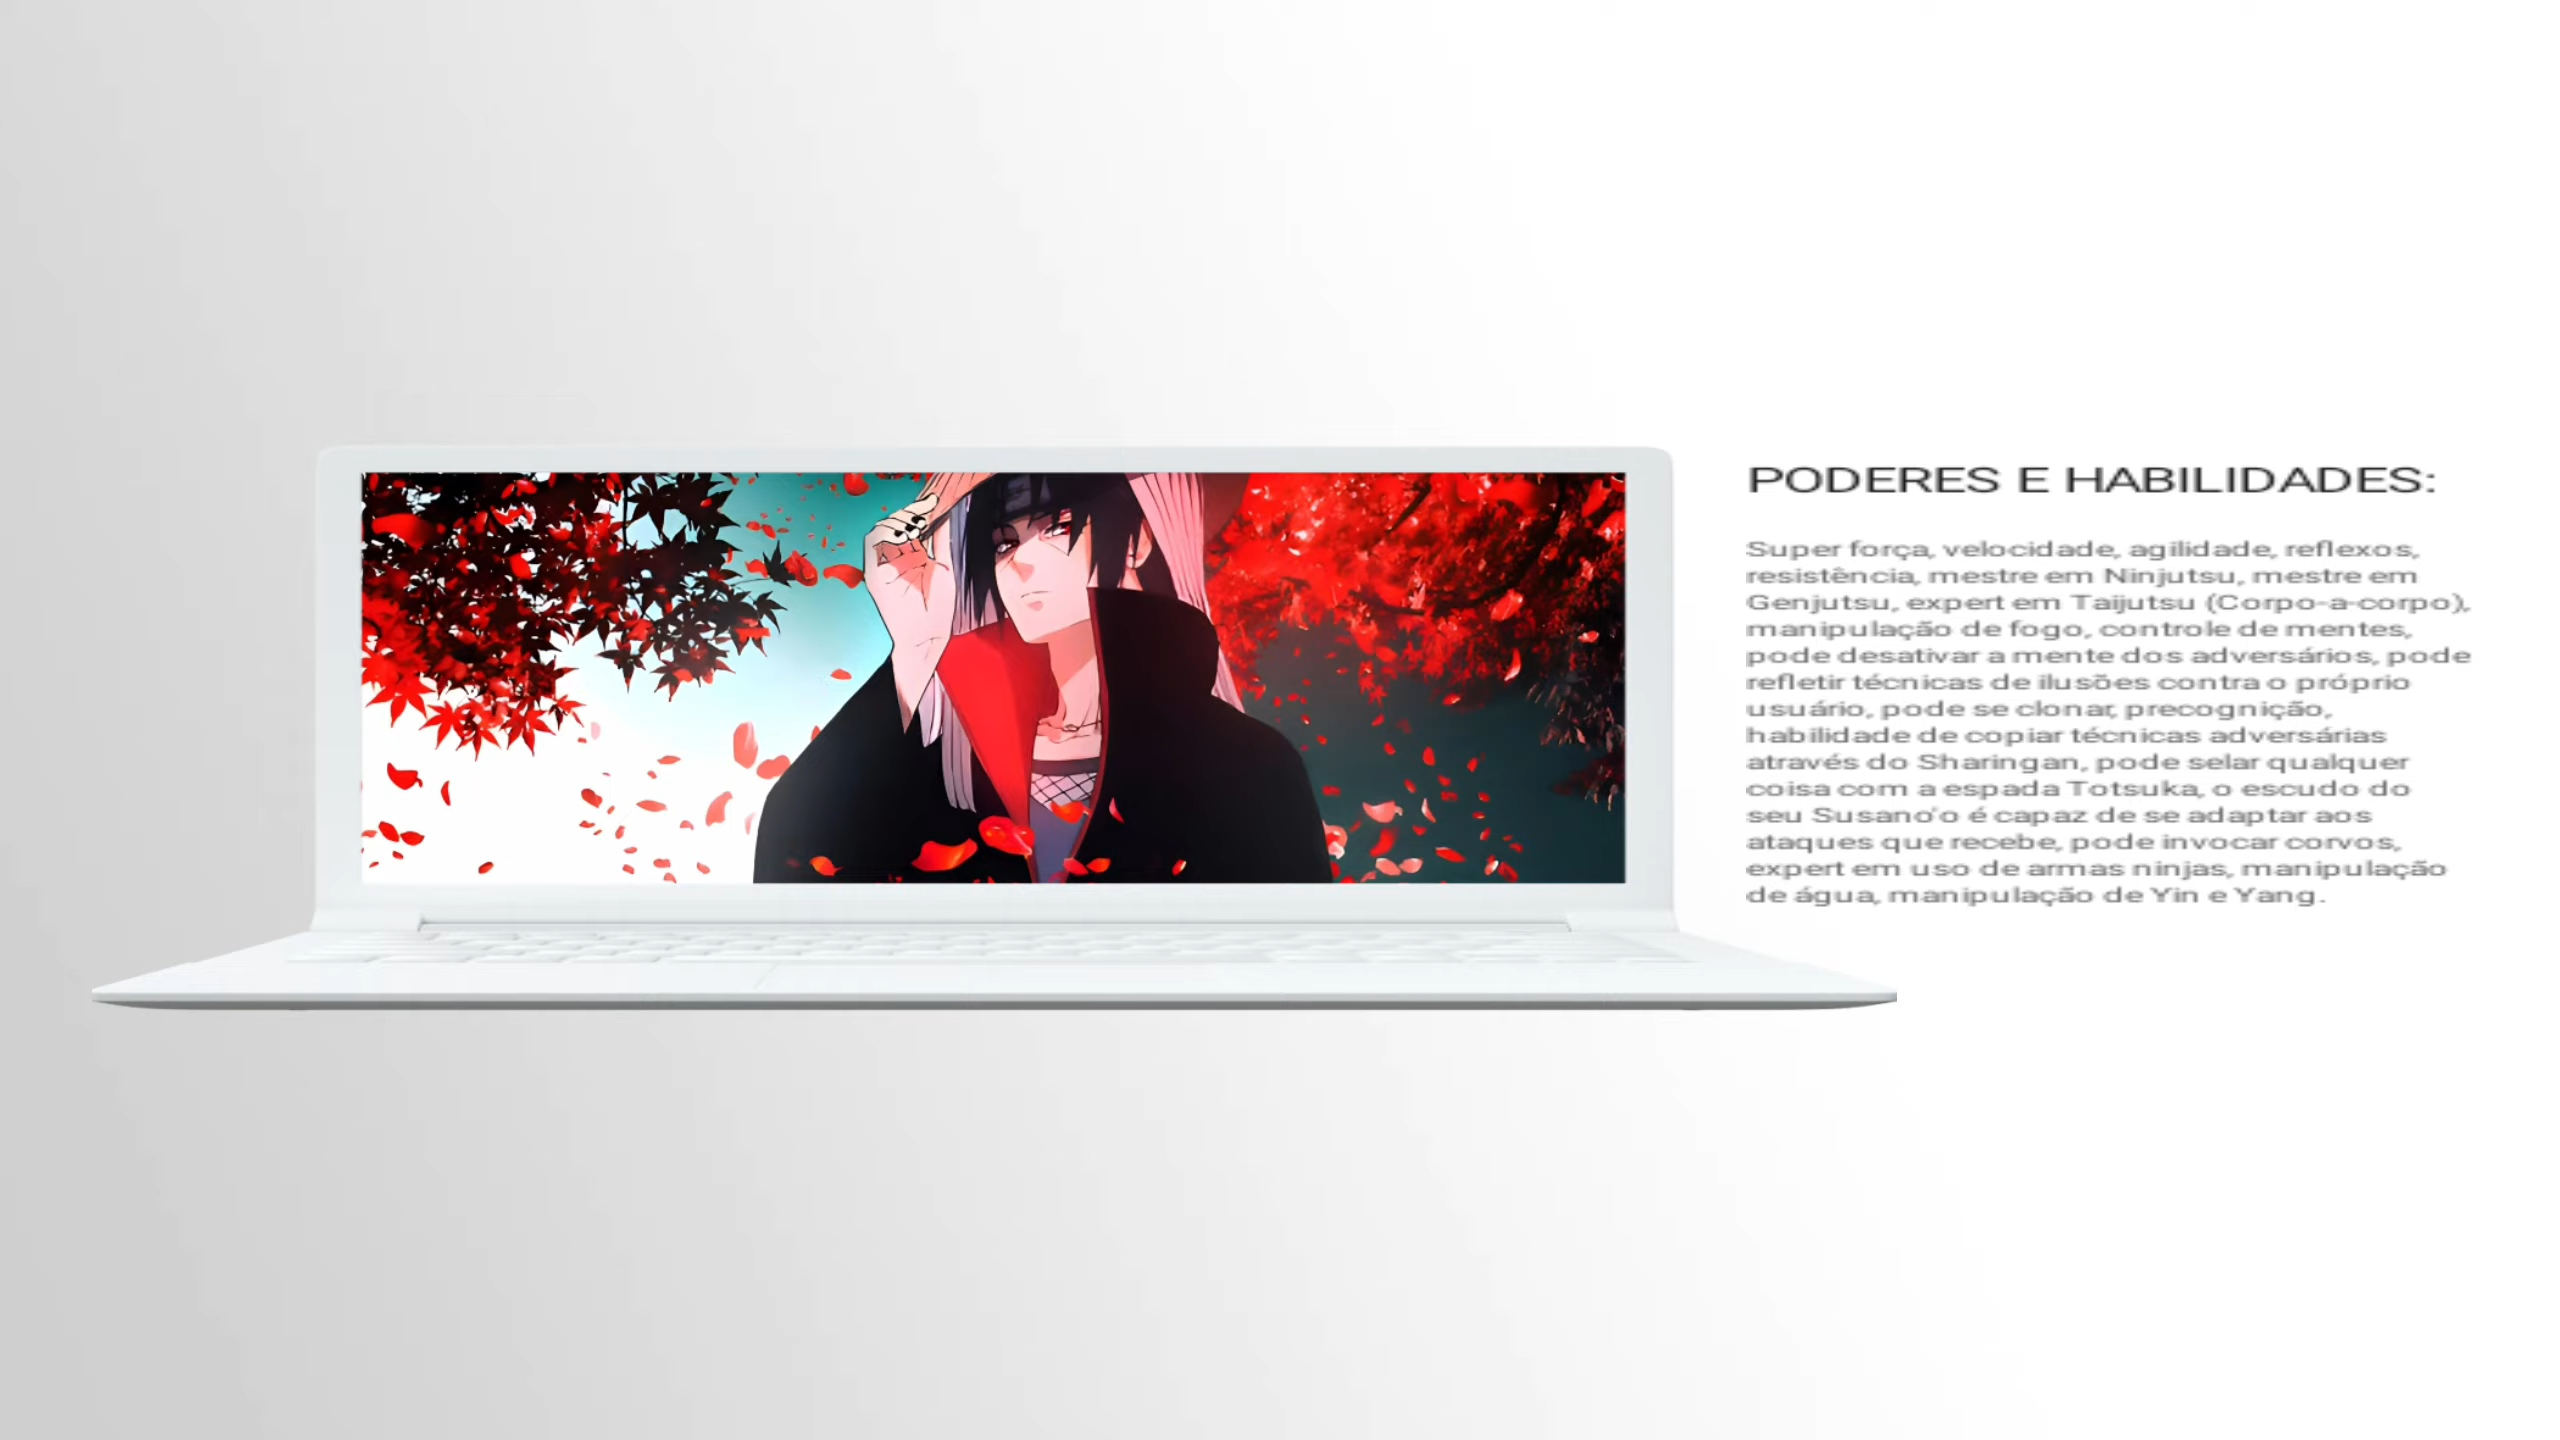 PODERES E HABILIDADES:
Super força, velocidade, agilidade, reflexos,
resistência, mestre em Ninjutsu, mestre em
Genjutsu, expert em Taijutsu (Corpo-a-corpo),
manipulação de fogo, controle de mentes,
pode desativar a mente dos adversários, pode
refletir técnicas de ilusões contra o próprio
usuário, pode se clonar, precognição,
habilidade de copiar técnicas adversárias
através do Sharingan, pode selar qualquer
coisa com a espada Totsuka, o escudo do
seu Susano'o é capaz de se adaptar aos
ataques que recebe, pode invocar corvos,
expert em uso de armas ninjas, manipulação
de água, manipulação de Yin e Yang.